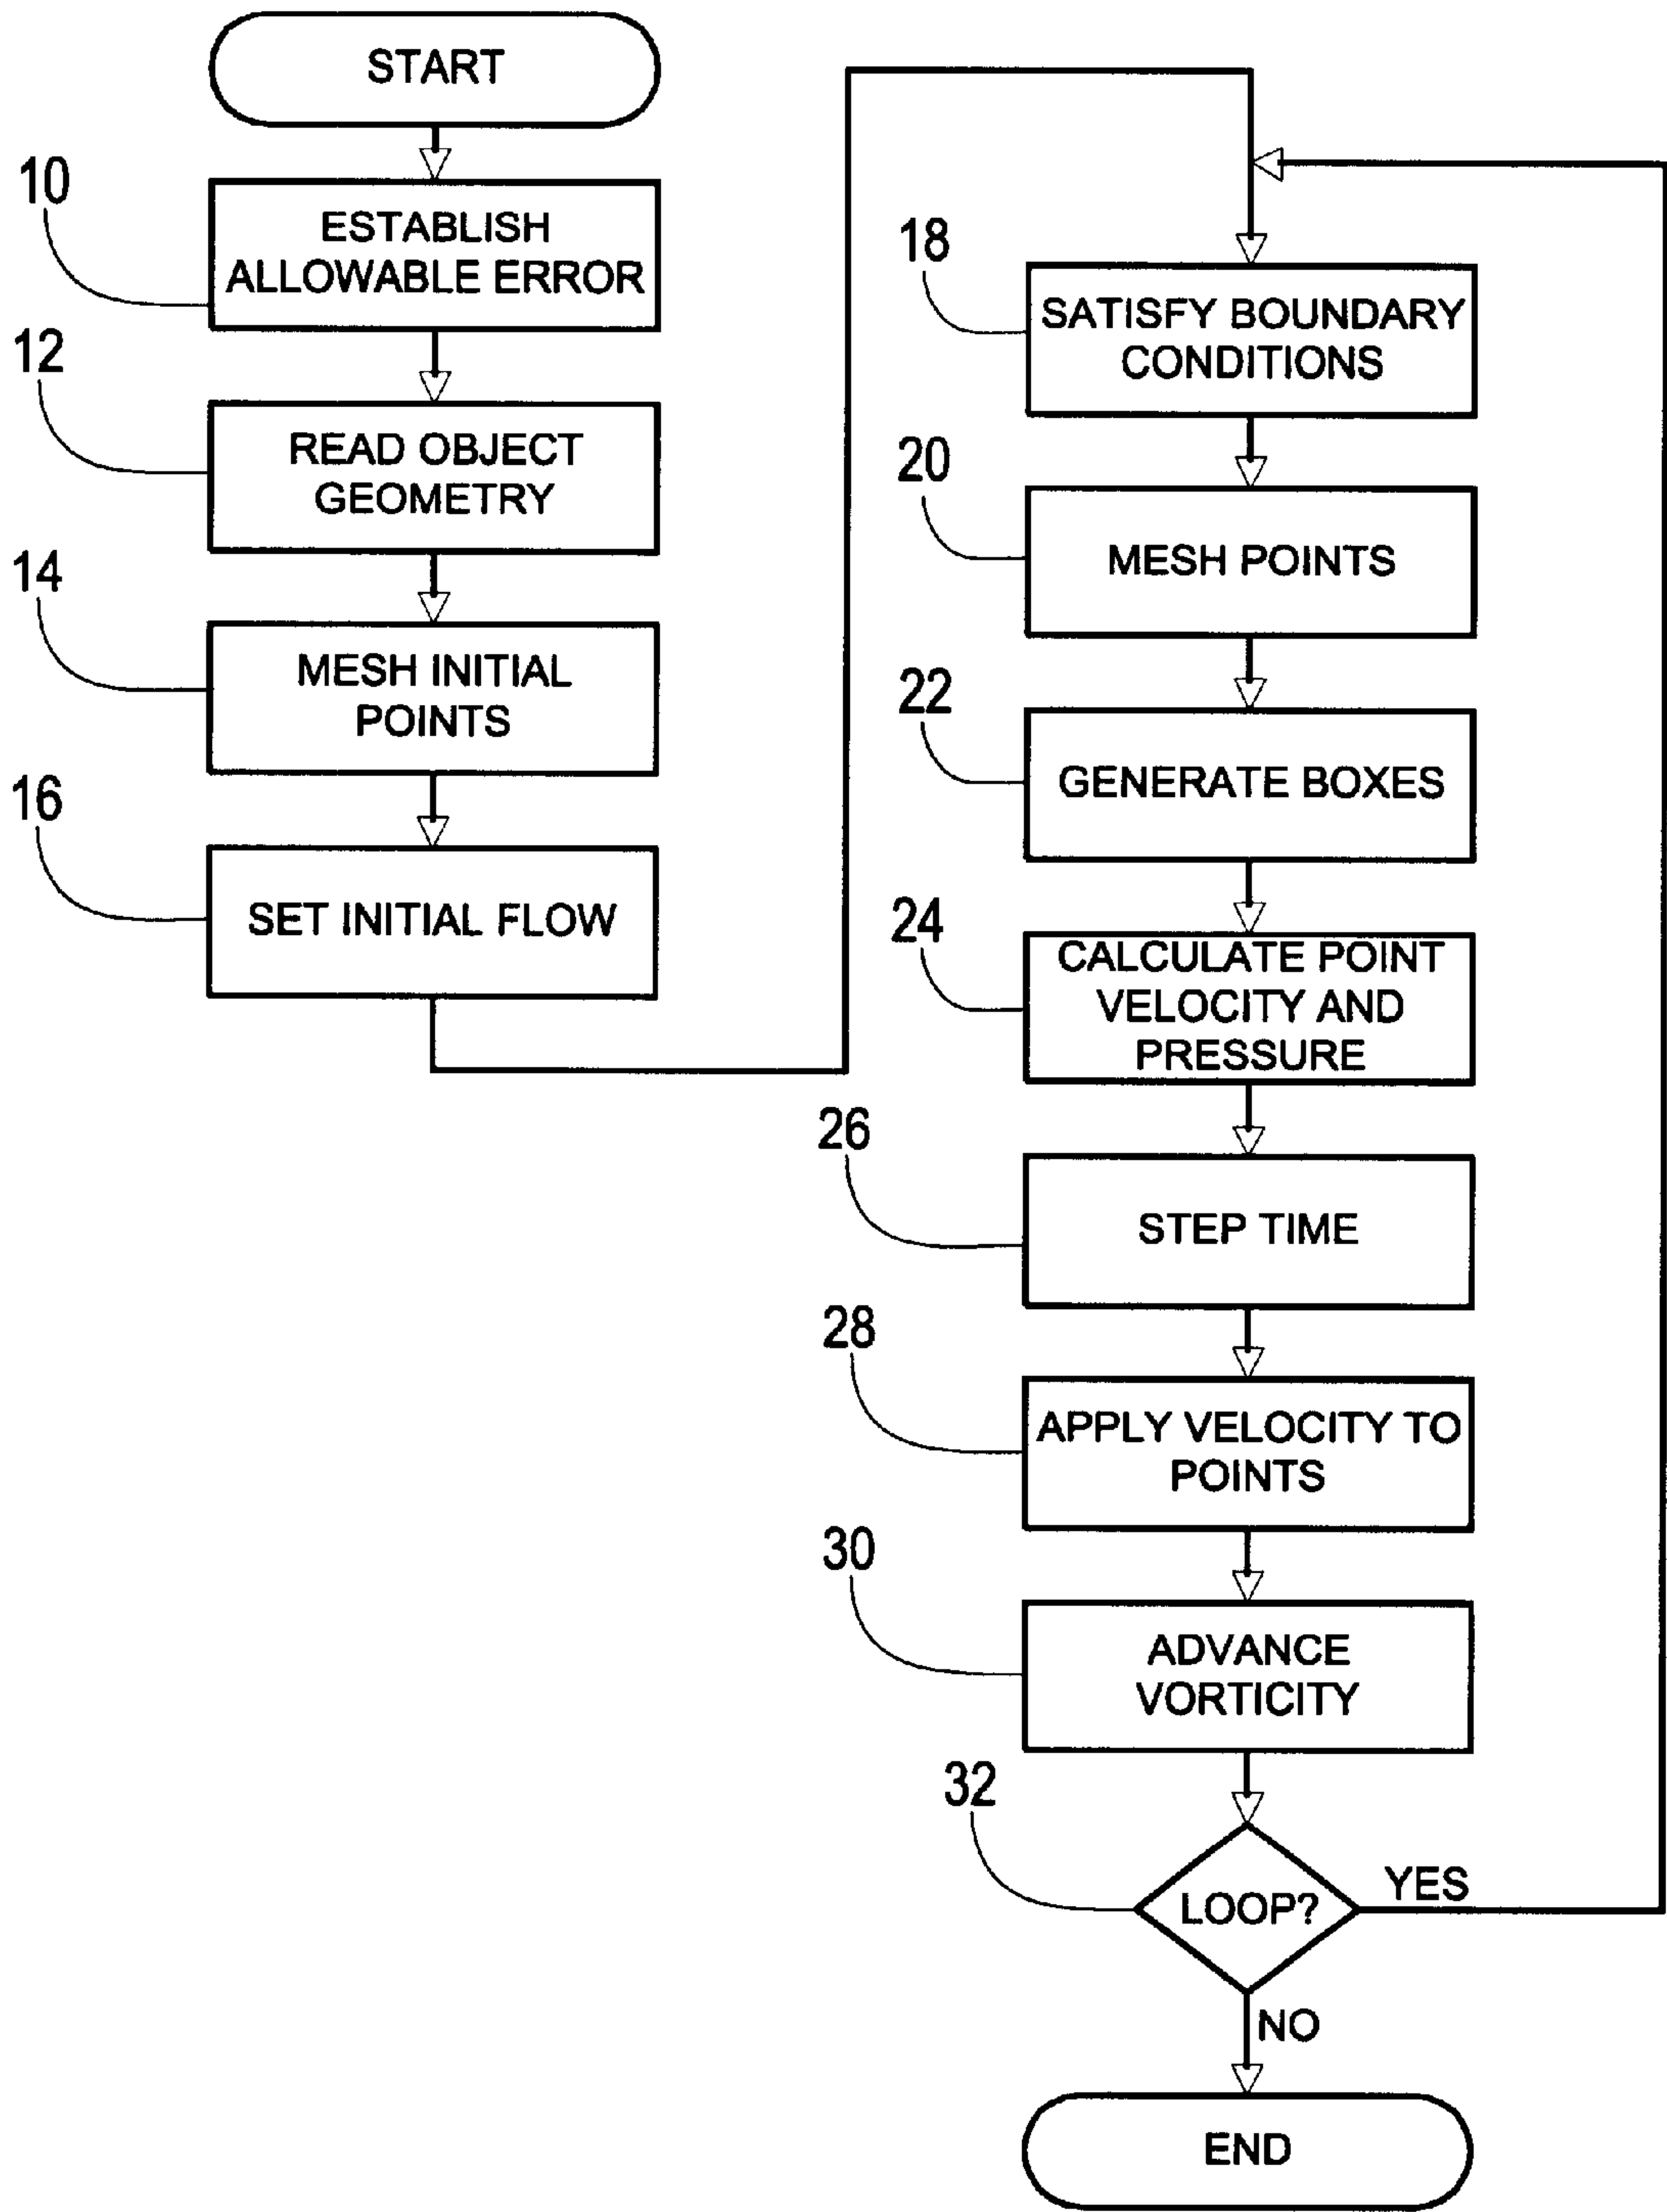 START
10
ESTABLISH
ALLOWABLE ERROR
12
READ OBJECT
GEOMETRY
14
MESH INITIAL
POINTS
16
SET INITIAL FLOW
18
SATISFY BOUNDARY
CONDITIONS
20
MESH POINTS
22
GENERATE BOXES
24
CALCULATE POINT
VELOCITY AND
PRESSURE
26
STEP TIME
28
APPLY VELOCITY TO
POINTS
30
ADVANCE
VORTICITY
32
LOOP?
YES
NO
END